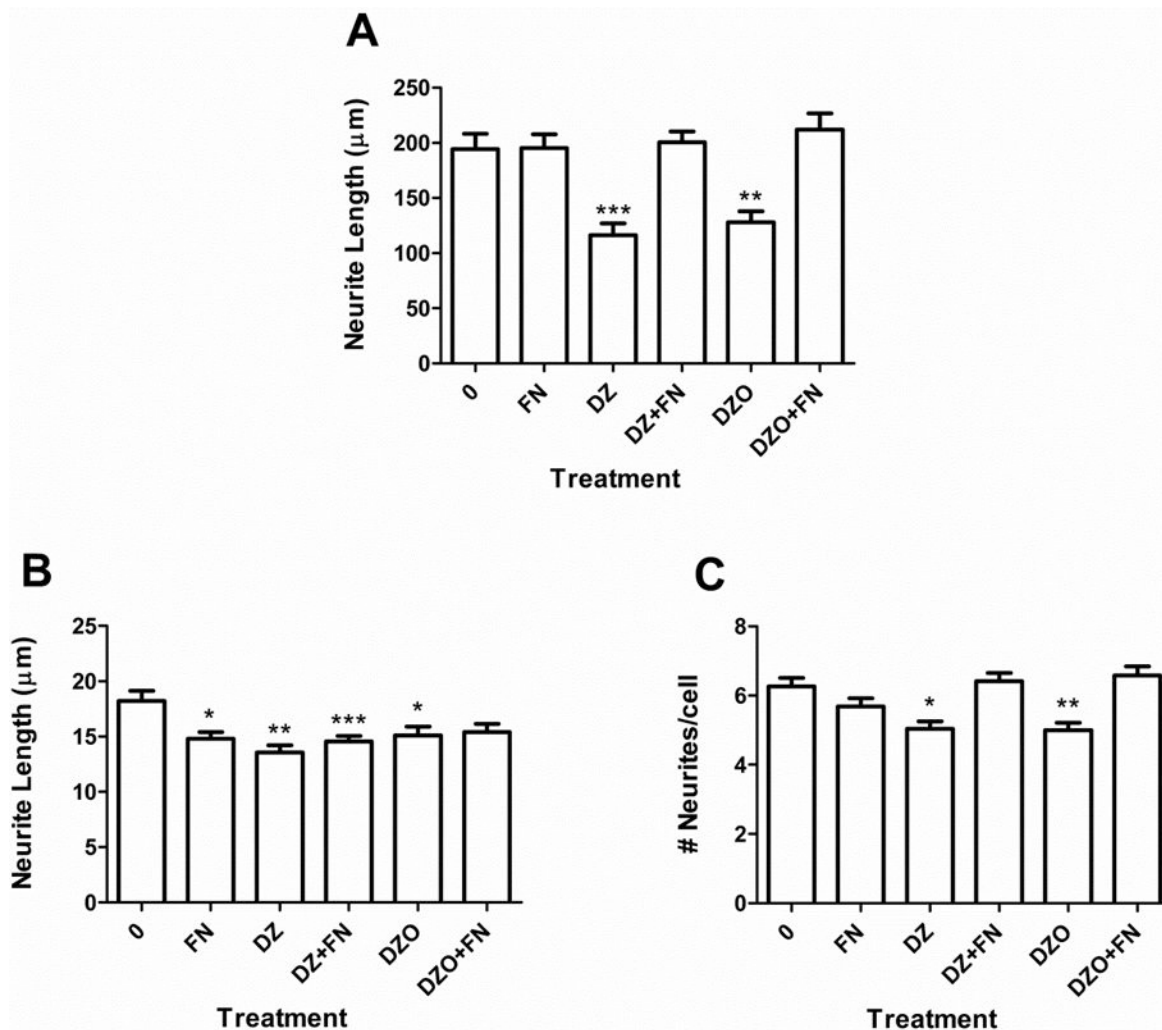 A
Neurite Length (µm)
250
200
150
100
50
0
***
**
0
FN
DZ
DZ+FN
DZO
DZO+FN
Treatment
B
Neurite Length (µm)
25
20
15
10
5
0
*
**
***
*
0
FN
DZ
DZ+FN
DZO
DZO+FN
Treatment
C
# Neurites/cell
8
6
4
2
0
*
**
0
FN
DZ
DZ+FN
DZO
DZO+FN
Treatment